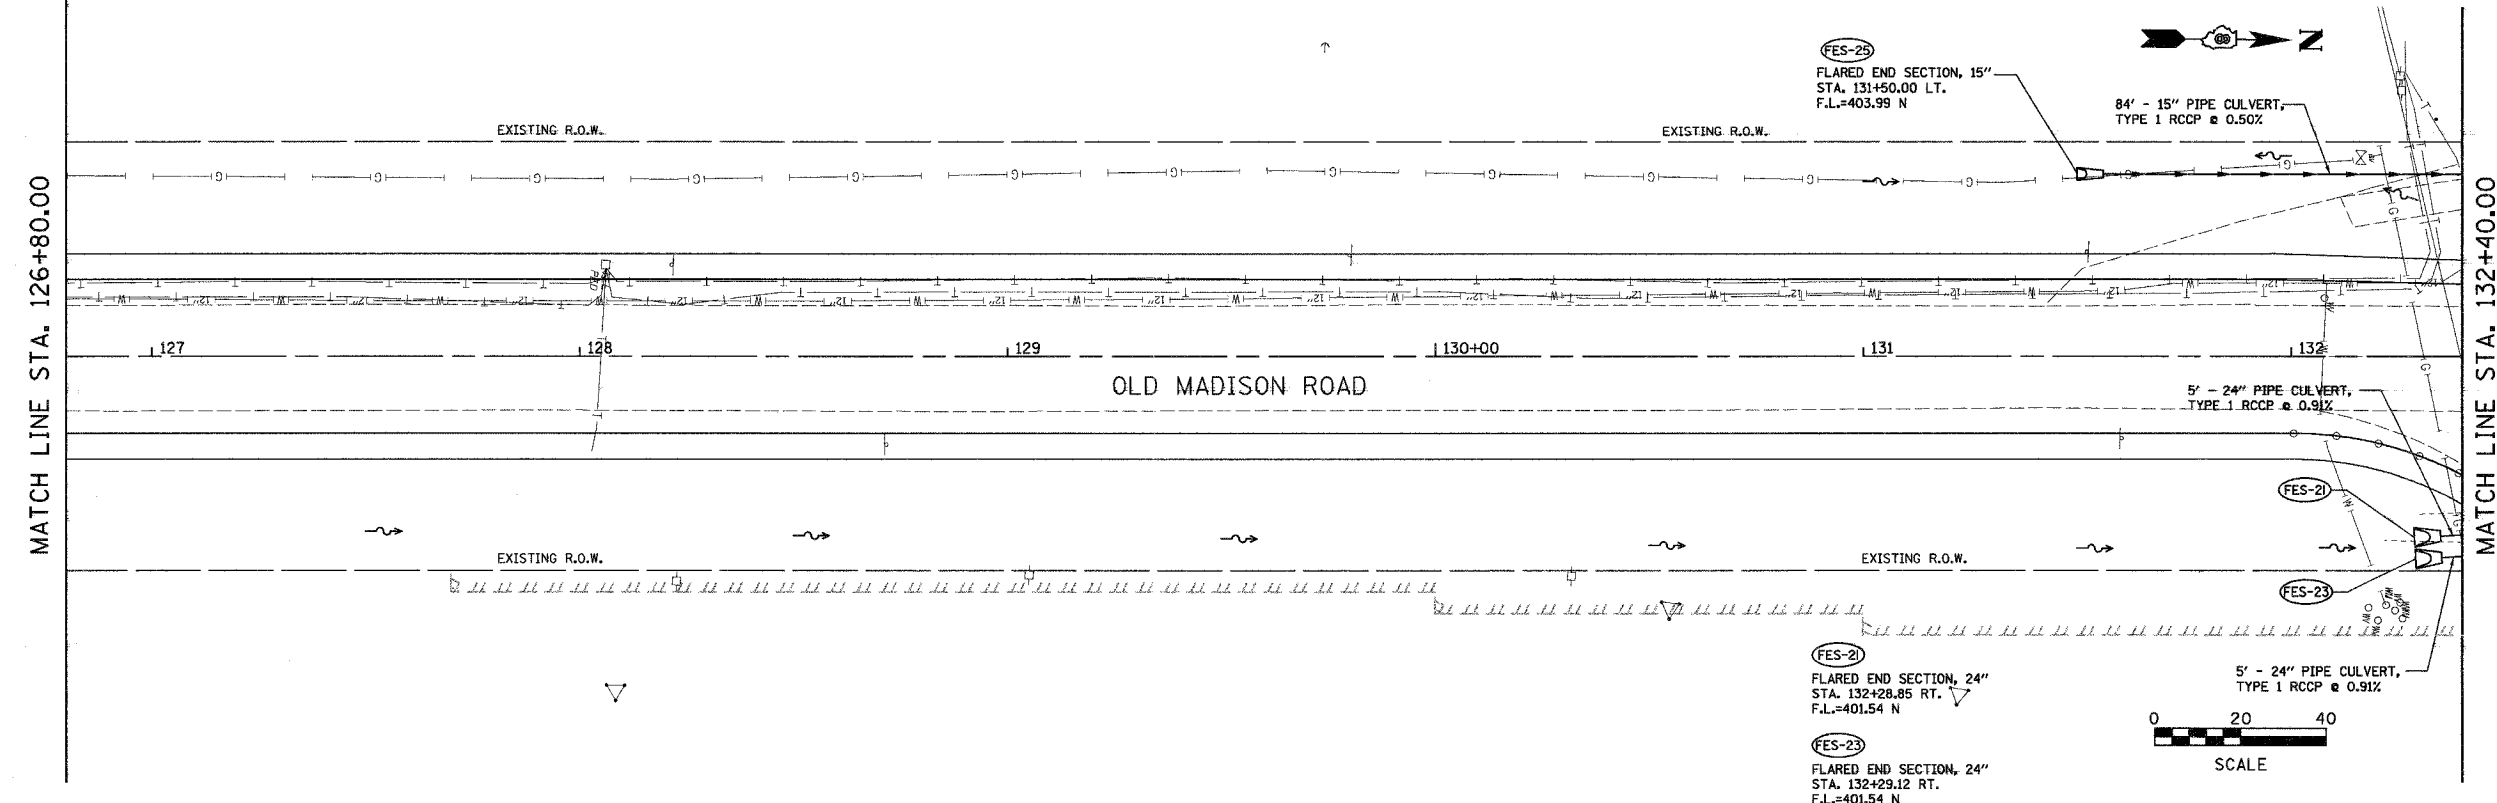 MATCH LINE STA. 126+80.00
FES-25
FLARED END SECTION, 15"
STA. 131+50.00 LT.
F.L.=403.99 N
N
84' - 15" PIPE CULVERT,
TYPE 1 RCCP @ 0.50%
EXISTING R.O.W.
EXISTING R.O.W.
127
128
129
130+00
131
132
OLD MADISON ROAD
5' - 24" PIPE CULVERT,
TYPE 1 RCCP @ 0.91%
FES-21
EXISTING R.O.W.
EXISTING R.O.W.
FES-23
FES-21
FLARED END SECTION, 24"
STA. 132+28.85 RT.
F.L.=401.54 N
5' - 24" PIPE CULVERT,
TYPE 1 RCCP @ 0.91%
FES-23
FLARED END SECTION, 24"
STA. 132+29.12 RT.
F.L.=401.54 N
0 20 40
SCALE
MATCH LINE STA. 132+40.00